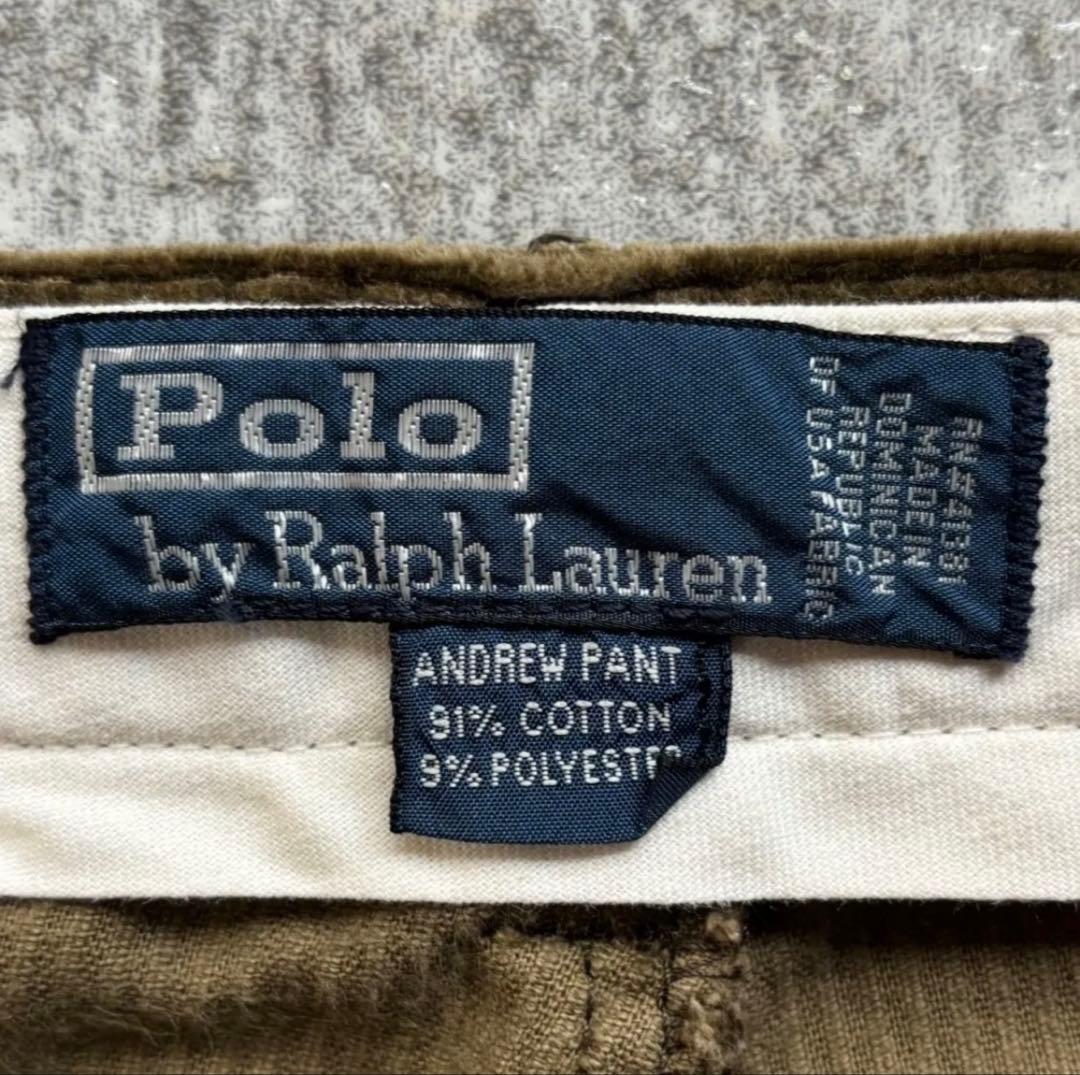 Polo
by Ralph Lauren
RN#41381
MADE IN
DOMINICAN
REPUBLIC
OF USA FABRIC
ANDREW PANT
91% COTTON
9% POLYESTER